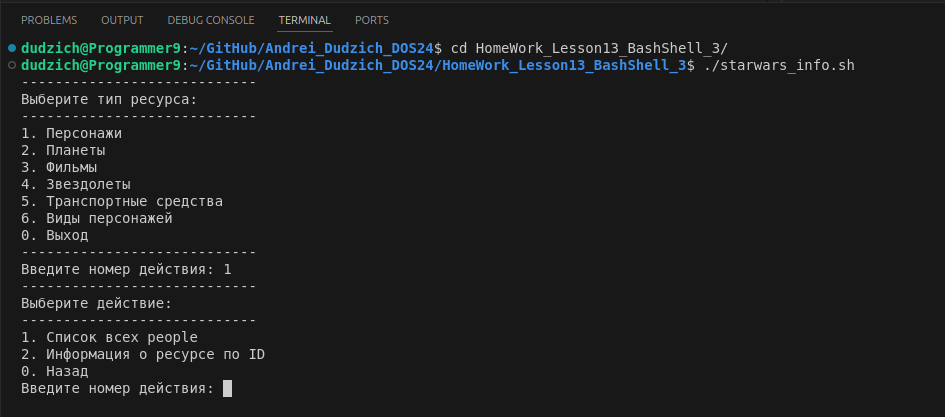 PROBLEMS OUTPUT DEBUG CONSOLE TERMINAL PORTS
dudzich@Programmer9:~/GitHub/Andrei_Dudzich_DOS24$ cd HomeWork_Lesson13_BashShell_3/
dudzich@Programmer9:~/GitHub/Andrei_Dudzich_DOS24/HomeWork_Lesson13_BashShell_3$ ./starwars_info.sh
----------------------------
Выберите тип ресурса:
----------------------------
1. Персонажи
2. Планеты
3. Фильмы
4. Звездолеты
5. Транспортные средства
6. Виды персонажей
0. Выход
----------------------------
Введите номер действия: 1
----------------------------
Выберите действие:
----------------------------
1. Список всех people
2. Информация о ресурсе по ID
0. Назад
Введите номер действия: